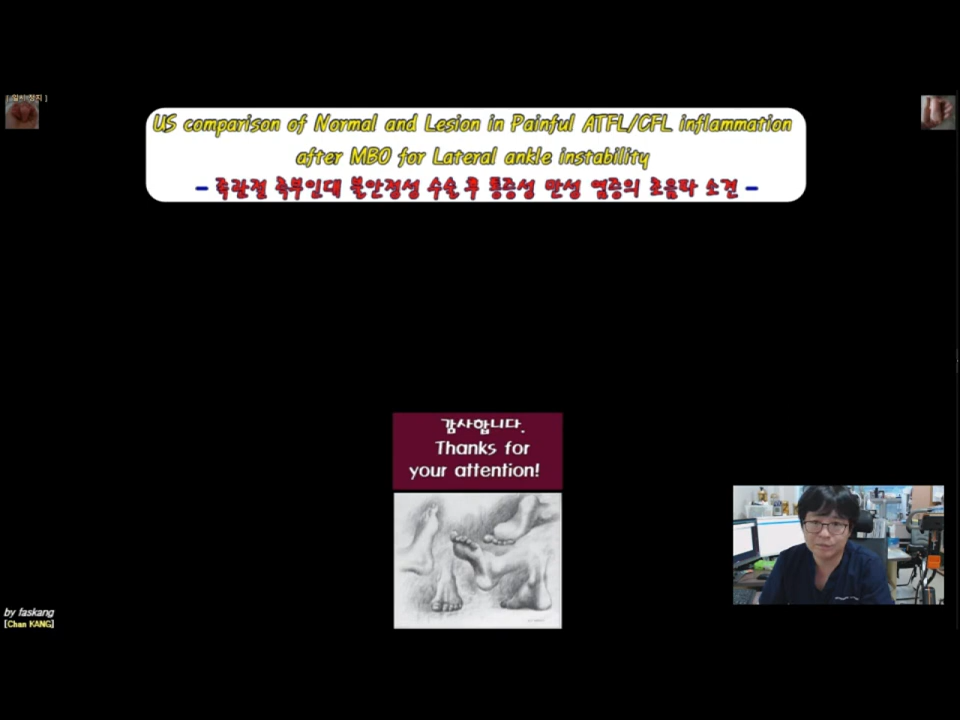 US comparison of Normal and Lesion in Painful ATFL/CFL inflammation
after MBO for Lateral ankle instability
- 족관절 측부인대 불안정성 수술 후 통증성 만성 염증의 초음파 소견 -
감사합니다.
Thanks for
your attention!
by faskang
[Chan KANG]